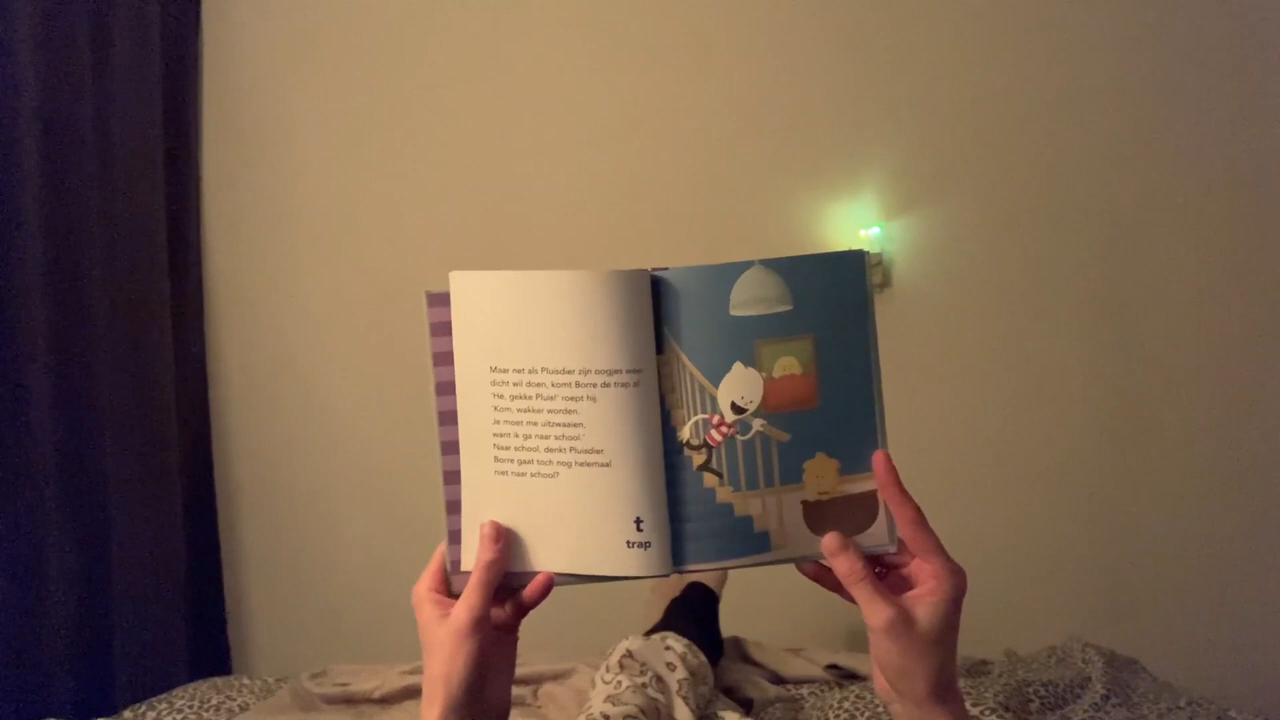 Maar net als Pluisdier zijn oogjes weer
dicht wil doen, komt Borre de trap af.
'He, gekke Pluis!' roept hij.
'Kom, wakker worden.
Je moet me uitzwaaien,
want ik ga naar school.'
Naar school, denkt Pluisdier.
Borre gaat toch nog helemaal
niet naar school?
t
trap